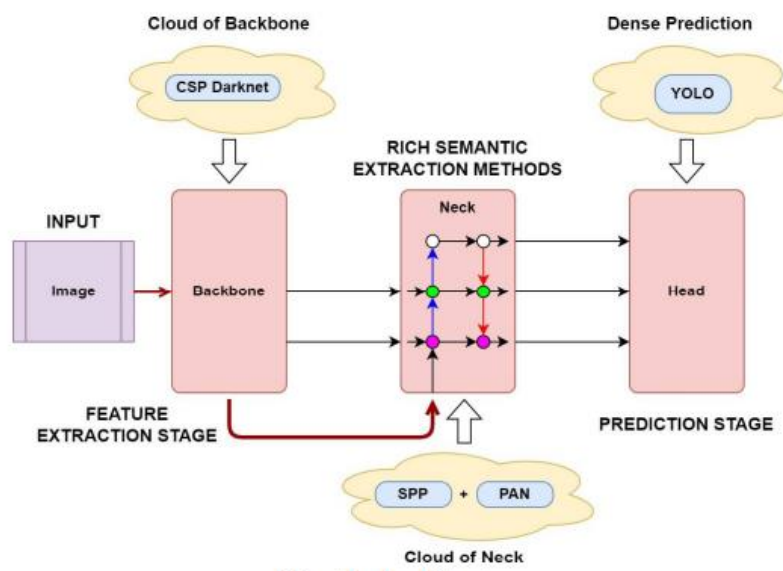 Cloud of Backbone
Dense Prediction
CSP Darknet
YOLO
RICH SEMANTIC
EXTRACTION METHODS
INPUT
Neck
Image
Backbone
Head
FEATURE
EXTRACTION STAGE
PREDICTION STAGE
SPP + PAN
Cloud of Neck